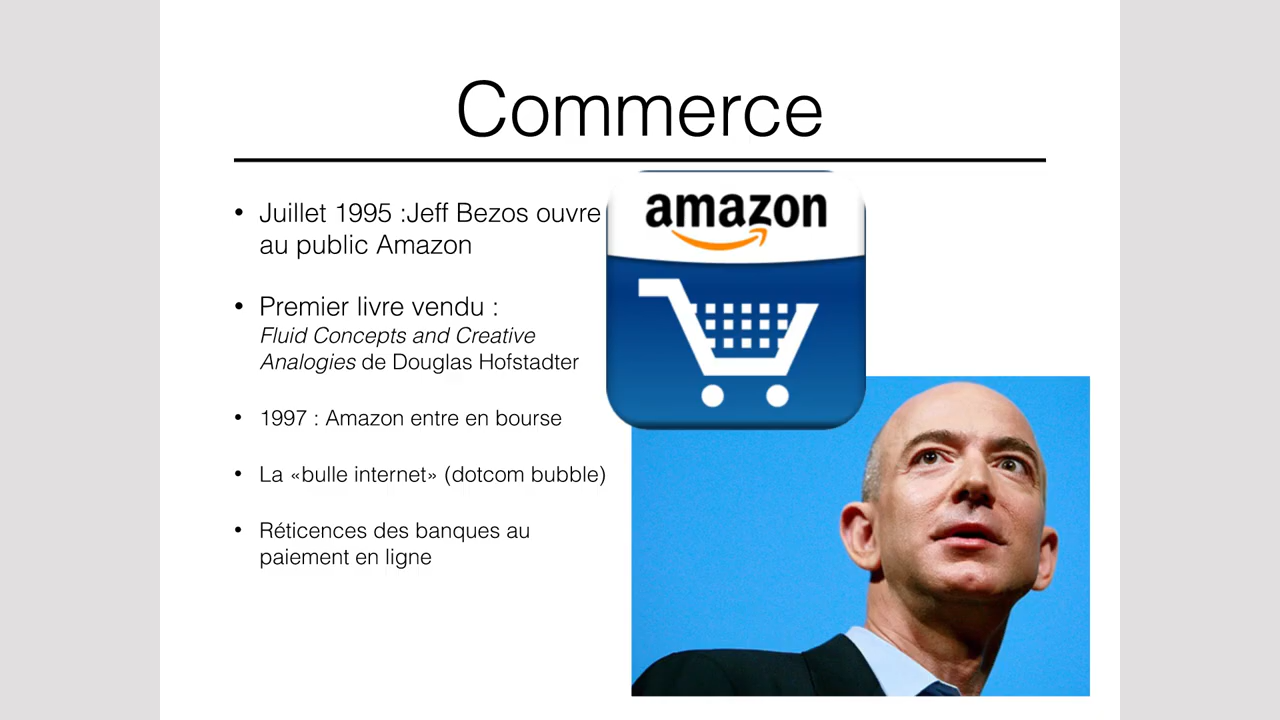 Commerce
• Juillet 1995 :Jeff Bezos ouvre
au public Amazon
• Premier livre vendu :
Fluid Concepts and Creative
Analogies de Douglas Hofstadter
• 1997 : Amazon entre en bourse
• La «bulle internet» (dotcom bubble)
• Réticences des banques au
paiement en ligne
amazon